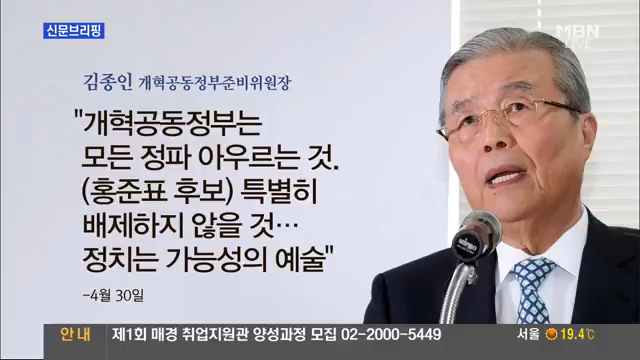 신문브리핑
MBN
LIVE
김종인 개혁공동정부준비위원장
"개혁공동정부는
모든 정파 아우르는 것.
(홍준표 후보) 특별히
배제하지 않을 것…
정치는 가능성의 예술"
-4월 30일
MIPRO
안내 제1회 매경 취업지원관 양성과정 모집 02-2000-5449 서울 19.4℃